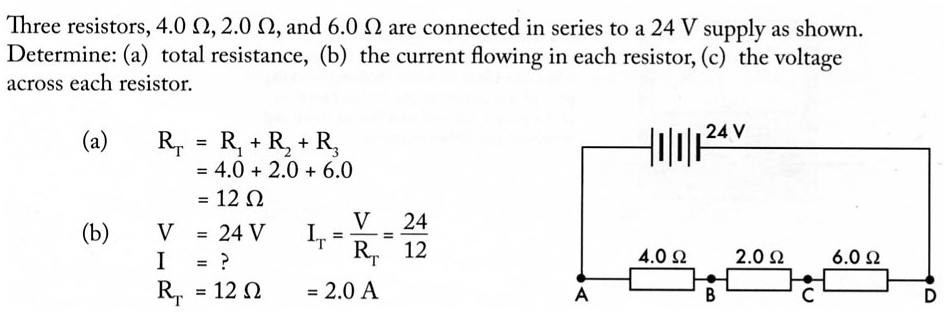 Three resistors, 4.0 Ω, 2.0 Ω, and 6.0 Ω are connected in series to a 24 V supply as shown.
Determine: (a) total resistance, (b) the current flowing in each resistor, (c) the voltage
across each resistor.
(a) R_T = R_1 + R_2 + R_3
= 4.0 + 2.0 + 6.0
= 12 Ω
(b) V = 24 V I_T = V/R_T = 24/12
I = ?
R_T = 12 Ω = 2.0 A
24 V
4.0 Ω 2.0 Ω 6.0 Ω
A B C D